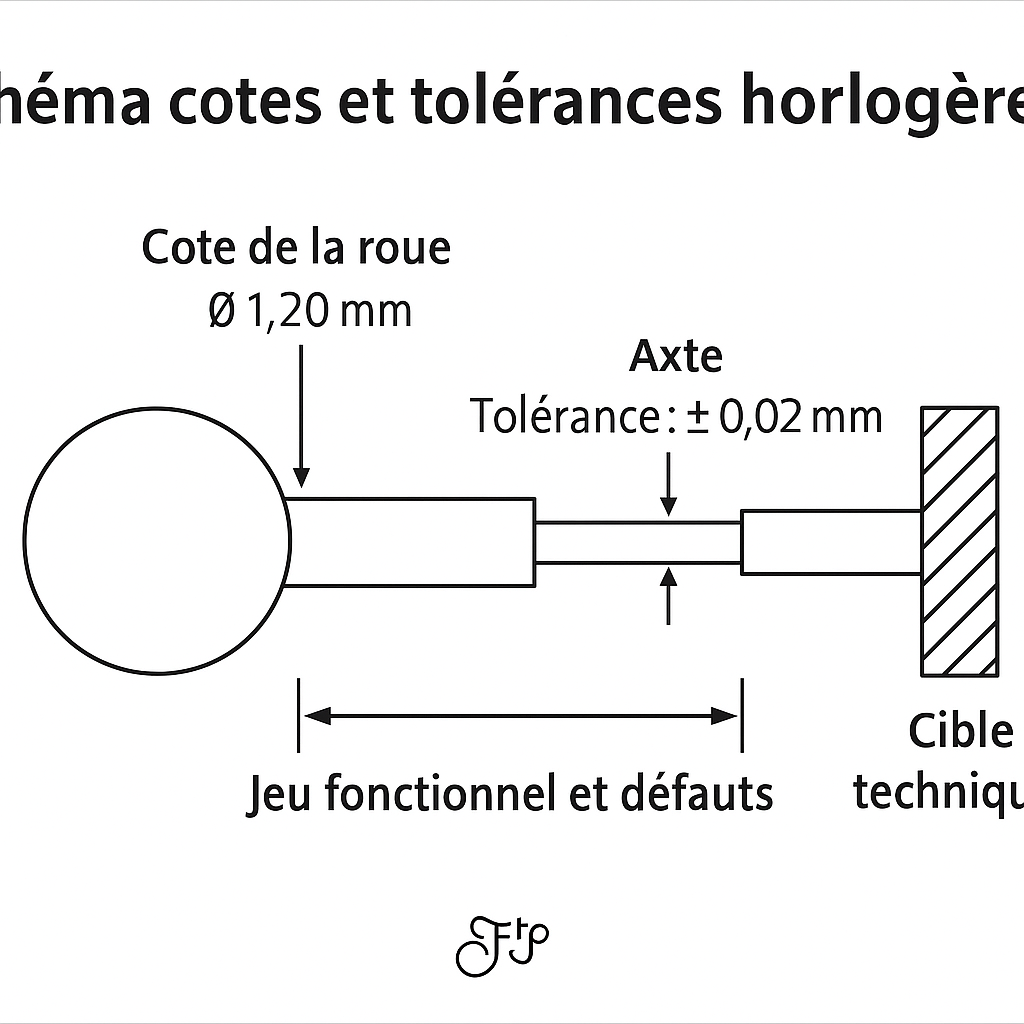 héma cotes et tolérances horlogère
Cote de la roue
Ø 1,20 mm
Axte
Tolérance: ± 0,02 mm
Jeu fonctionnel et défauts
Cible
techniqu